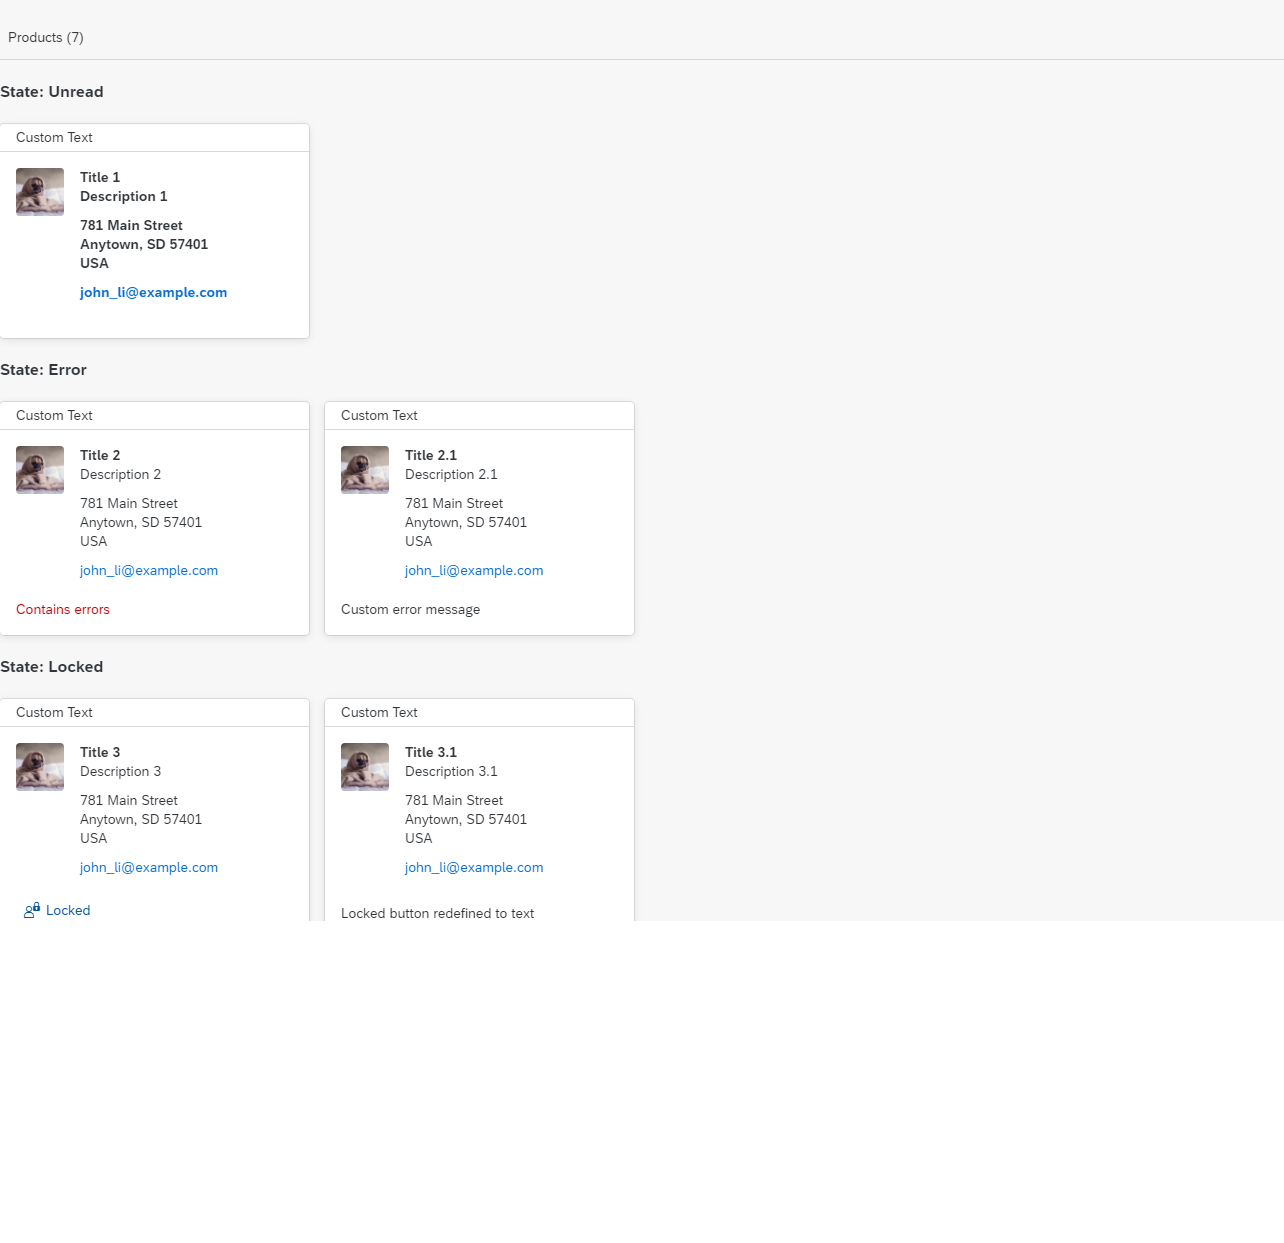 Products (7)
State: Unread
Custom Text
Title 1
Description 1
781 Main Street
Anytown, SD 57401
USA
john_li@example.com
State: Error
Custom Text
Title 2
Description 2
781 Main Street
Anytown, SD 57401
USA
john_li@example.com
Contains errors
Custom Text
Title 2.1
Description 2.1
781 Main Street
Anytown, SD 57401
USA
john_li@example.com
Custom error message
State: Locked
Custom Text
Title 3
Description 3
781 Main Street
Anytown, SD 57401
USA
john_li@example.com
Locked
Custom Text
Title 3.1
Description 3.1
781 Main Street
Anytown, SD 57401
USA
john_li@example.com
Locked button redefined to text